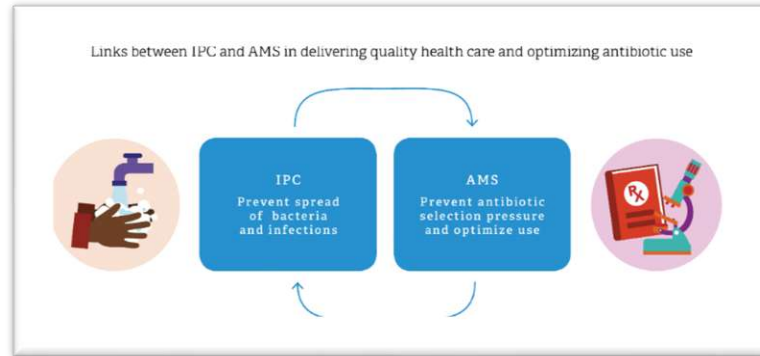 Links between IPC and AMS in delivering quality health care and optimizing antibiotic use
IPC
Prevent spread
of bacteria
and infections
AMS
Prevent antibiotic
selection pressure
and optimize use
RX